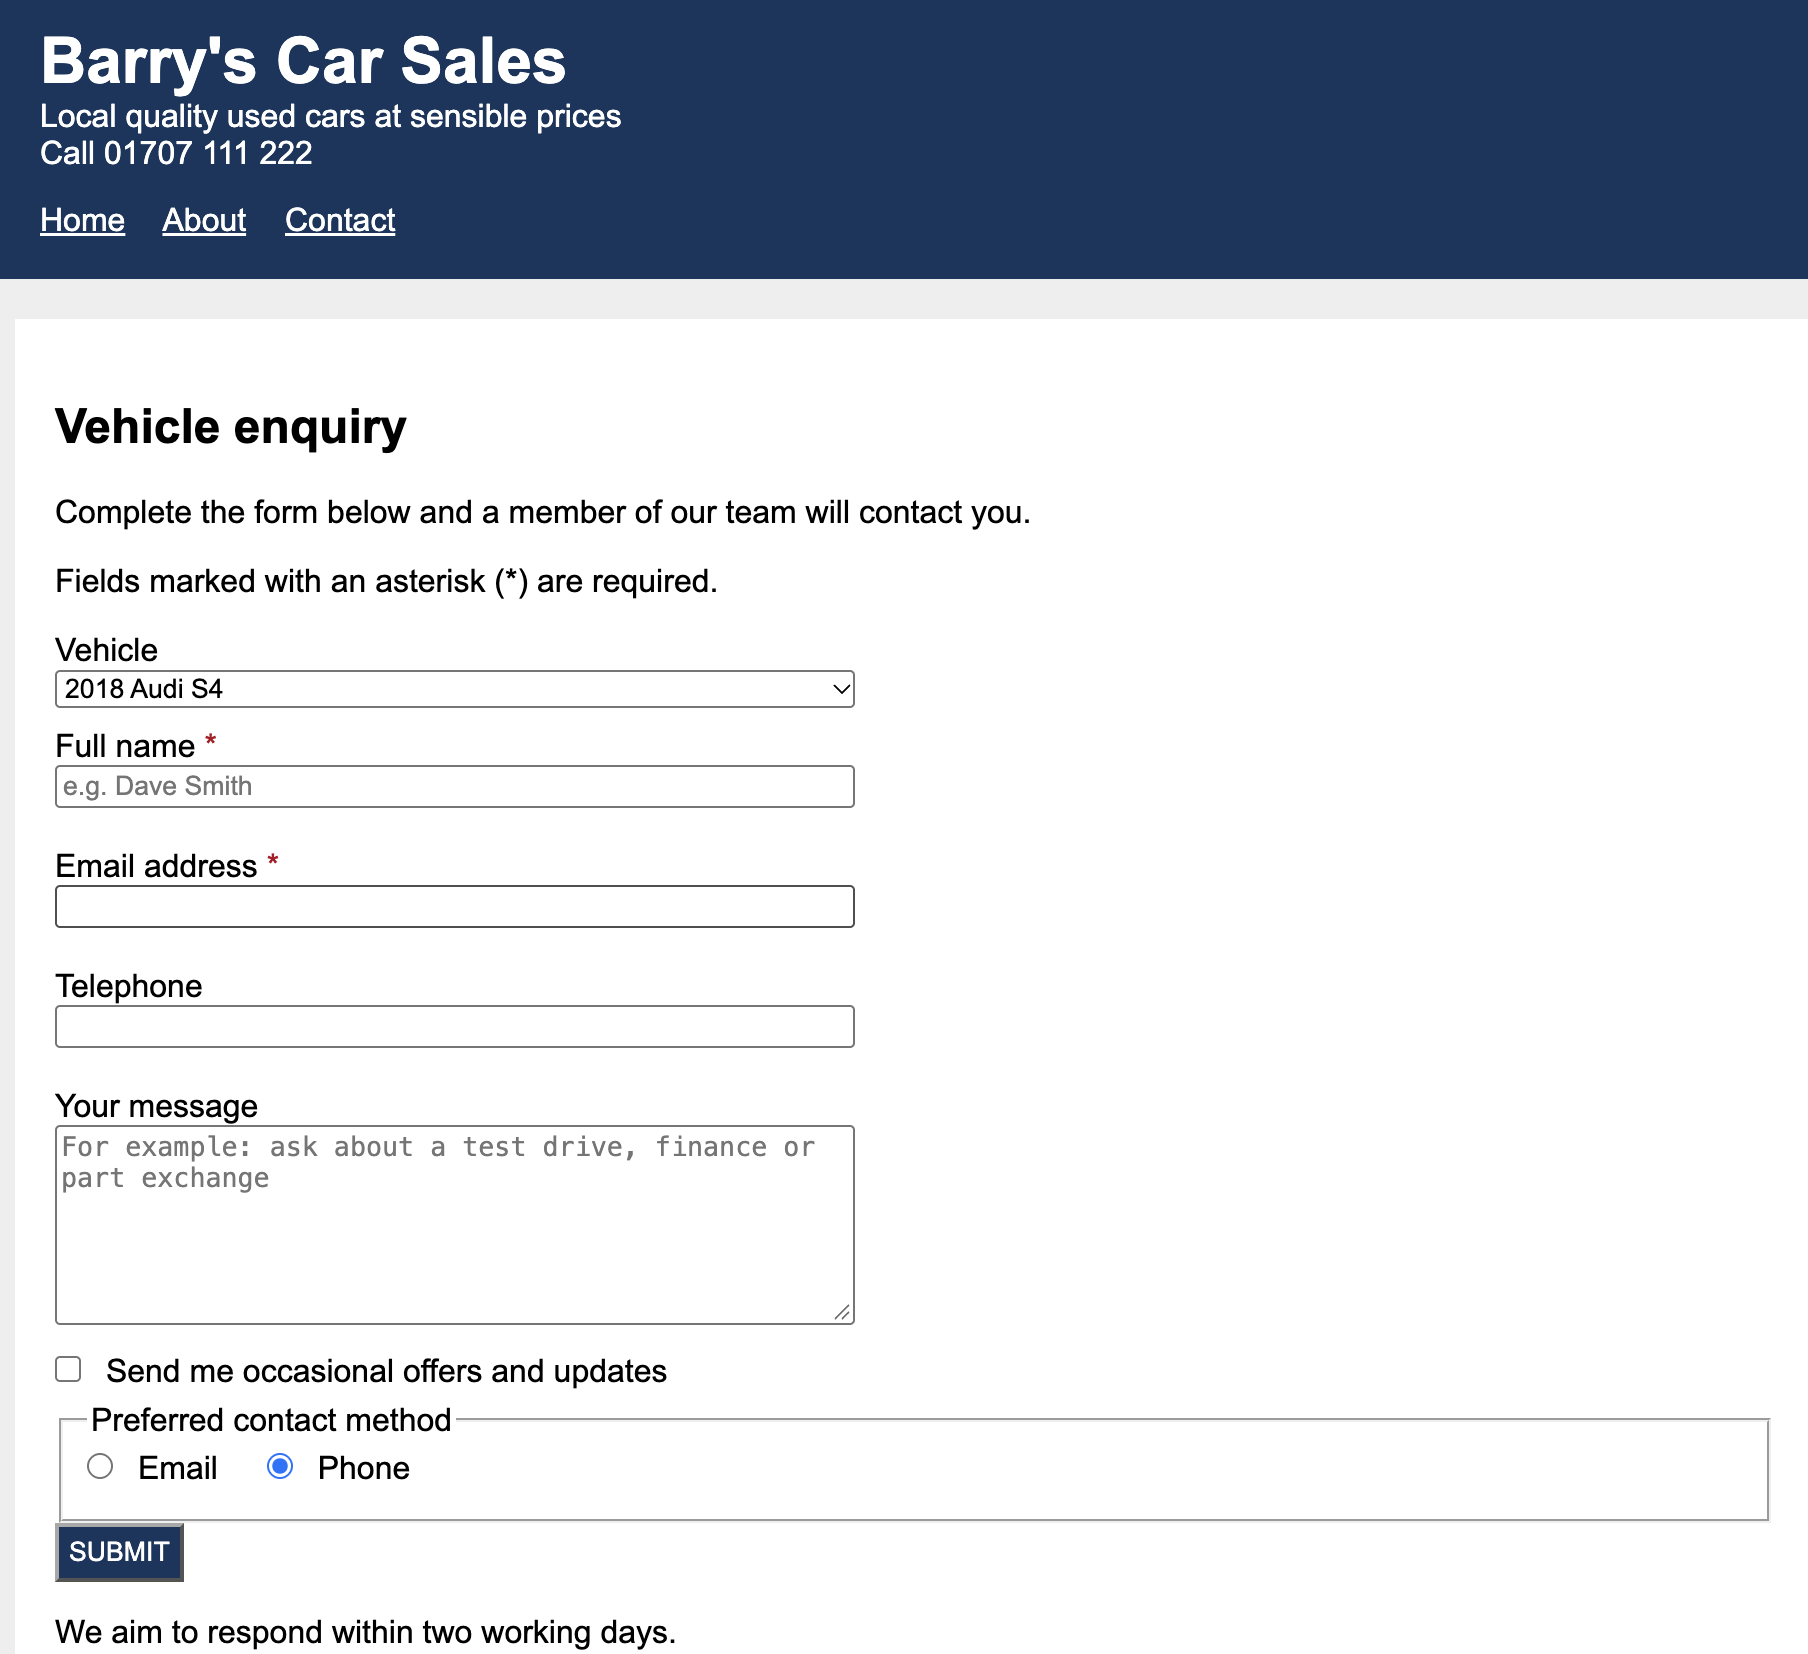 Barry's Car Sales
Local quality used cars at sensible prices
Call 01707 111 222
Home About Contact
Vehicle enquiry
Complete the form below and a member of our team will contact you.
Fields marked with an asterisk (*) are required.
Vehicle
2018 Audi S4
Full name *
e.g. Dave Smith
Email address *
Telephone
Your message
For example: ask about a test drive, finance or
part exchange
Send me occasional offers and updates
Preferred contact method
Email Phone
SUBMIT
We aim to respond within two working days.